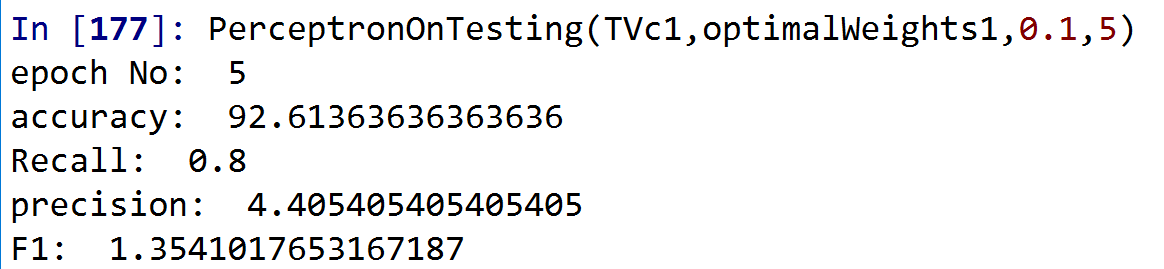 In [177]: PerceptronOnTesting(TVc1,optimalWeights1,0.1,5)
epoch No:  5
accuracy:  92.61363636363636
Recall:  0.8
precision:  4.405405405405405
F1:  1.3541017653167187